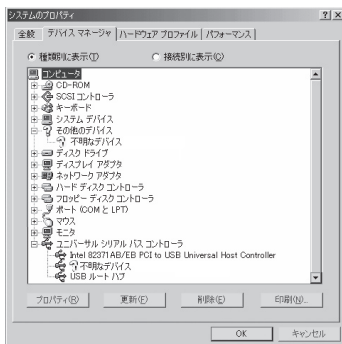 システムのプロパティ
全般 デバイス マネージャ ハードウェア プロファイル パフォーマンス
種類別に表示(T) 接続別に表示(C)
コンピュータ
CD-ROM
SCSI コントローラ
キーボード
システム デバイス
その他のデバイス
不明なデバイス
ディスク ドライブ
ディスプレイ アダプタ
ネットワーク アダプタ
ハード ディスク コントローラ
フロッピー ディスク コントローラ
ポート (COM と LPT)
マウス
モニタ
ユニバーサル シリアル バス コントローラ
Intel 82371AB/EB PCI to USB Universal Host Controller
不明なデバイス
USB ルート ハブ
プロパティ(R) 更新(F) 削除(E) 印刷(N)...
OK キャンセル